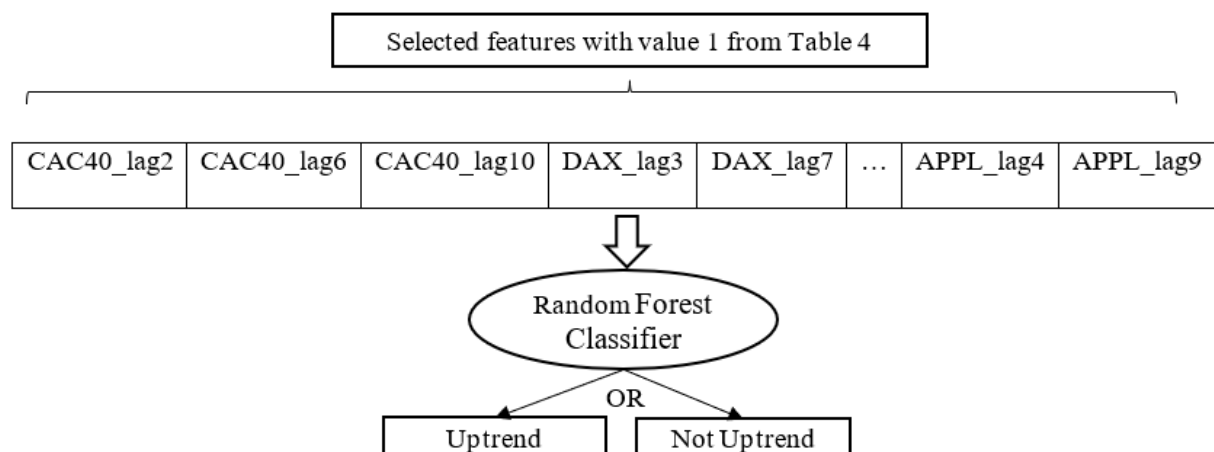 Selected features with value 1 from Table 4
CAC40_lag2 CAC40_lag6 CAC40_lag10 DAX_lag3 DAX_lag7 ... APPL_lag4 APPL_lag9
Random Forest
Classifier
OR
Uptrend Not Uptrend